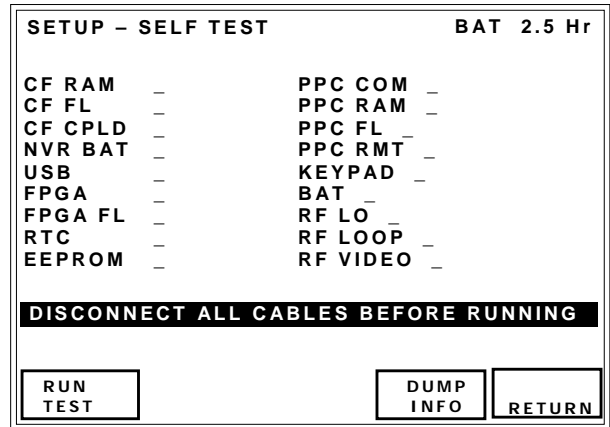 SETUP – SELF TEST BAT 2.5 Hr
CF RAM _ PPC COM _
CF FL _ PPC RAM _
CF CPLD _ PPC FL _
NVR BAT _ PPC RMT _
USB _ KEYPAD _
FPGA _ BAT _
FPGA FL _ RF LO _
RTC _ RF LOOP _
EEPROM _ RF VIDEO _
DISCONNECT ALL CABLES BEFORE RUNNING
RUN
TEST
DUMP
INFO
RETURN